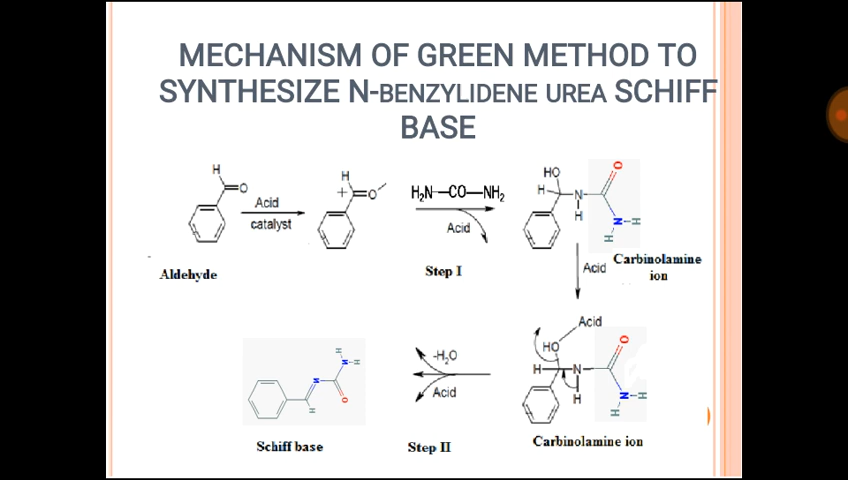 MECHANISM OF GREEN METHOD TO
SYNTHESIZE N-BENZYLIDENE UREA SCHIFF
BASE
H
O
Acid
catalyst
Aldehyde
H
+
O
H₂N—CO—NH₂
Acid
Step I
HO
H
N
H
O
N
H
H
Carbinolamine
ion
Acid
Acid
HO
H
N
H
O
N
H
H
Carbinolamine ion
-H₂O
Acid
Step II
H
N
H
N
O
H
Schiff base